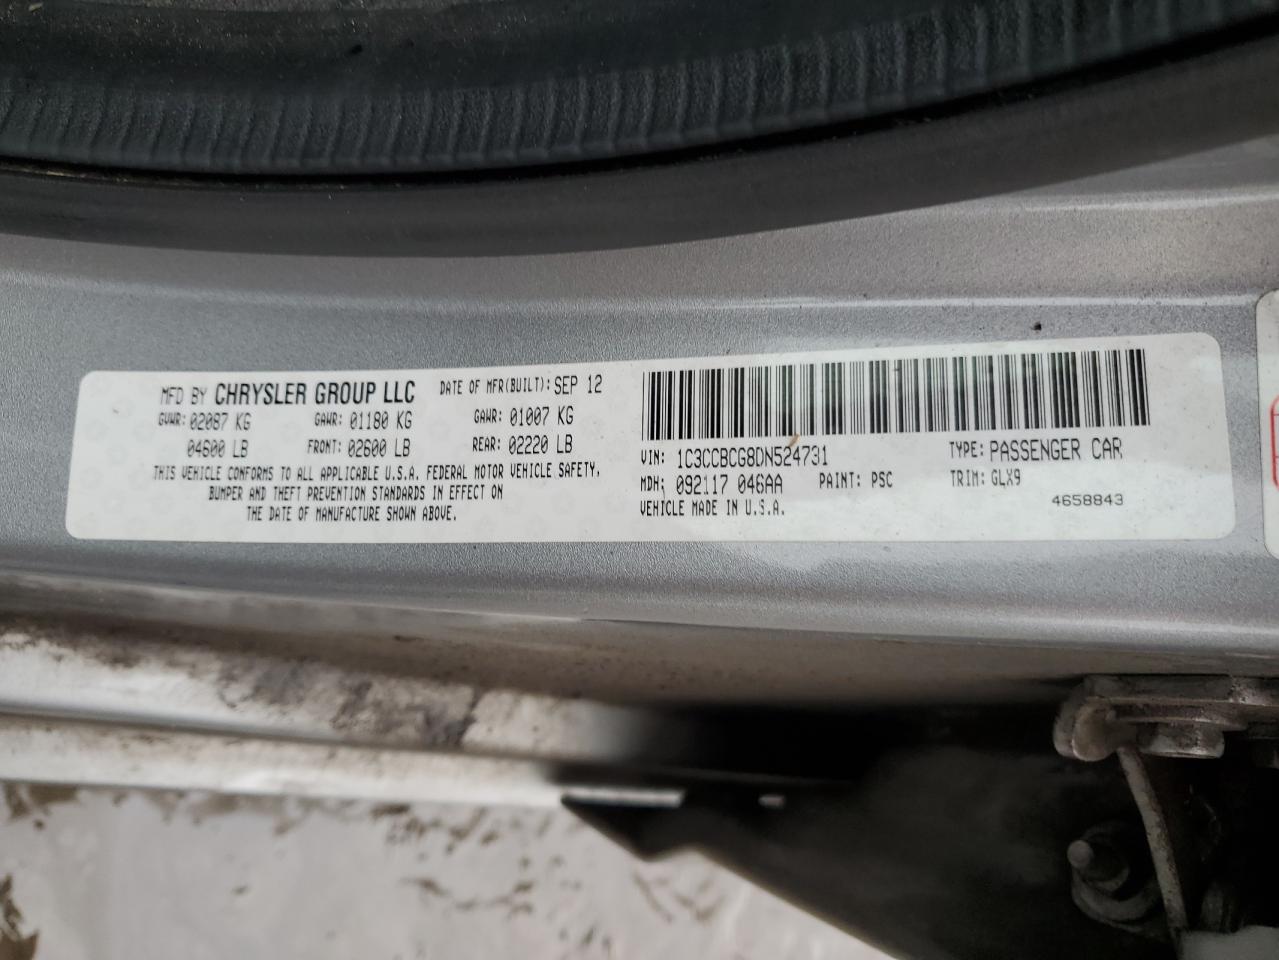 MFD BY CHRYSLER GROUP LLC DATE OF MFR(BUILT): SEP 12
GVWR: 02087 KG GAWR: 01180 KG GAWR: 01007 KG
04600 LB FRONT: 02600 LB REAR: 02220 LB
THIS VEHICLE CONFORMS TO ALL APPLICABLE U.S.A. FEDERAL MOTOR VEHICLE SAFETY,
BUMPER AND THEFT PREVENTION STANDARDS IN EFFECT ON
THE DATE OF MANUFACTURE SHOWN ABOVE.
VIN: 1C3CCBCG8DN524731 TYPE: PASSENGER CAR
MDH: 092117 046AA PAINT: PSC TRIM: GLX9
VEHICLE MADE IN U.S.A. 4658843